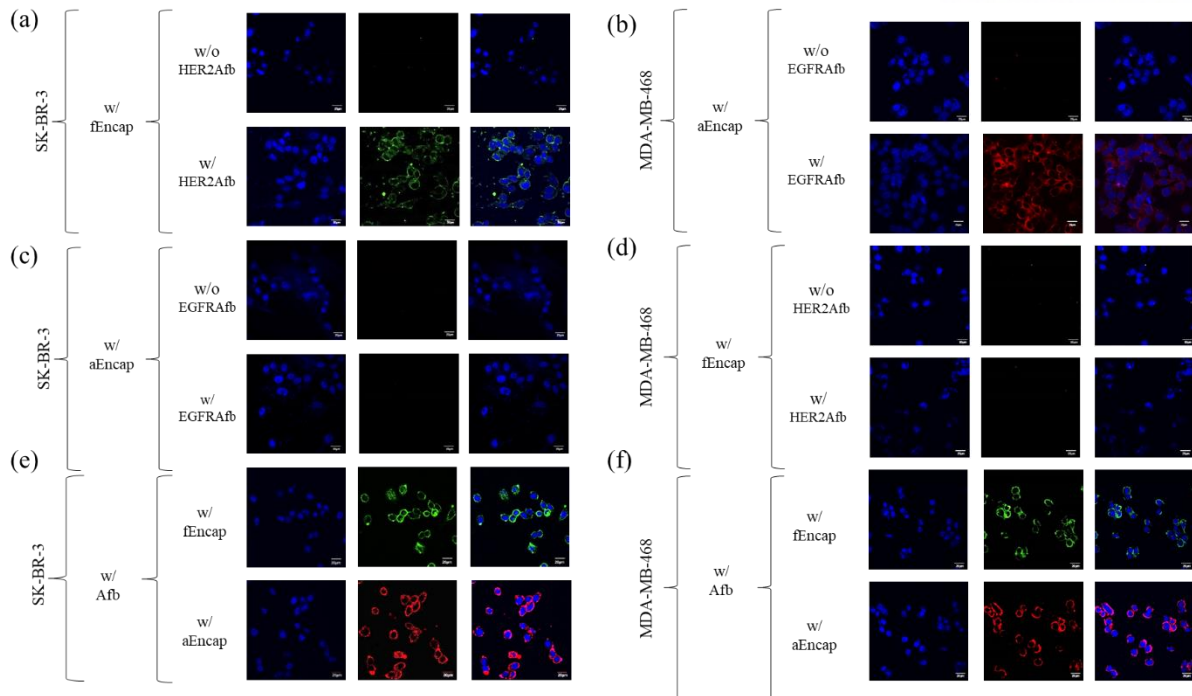 (a)
SK-BR-3
w/
fEncap
w/o
HER2Afb
w/
HER2Afb
(b)
MDA-MB-468
w/
aEncap
w/o
EGFRAfb
w/
EGFRAfb
(c)
SK-BR-3
w/
aEncap
w/o
EGFRAfb
w/
EGFRAfb
(d)
MDA-MB-468
w/
fEncap
w/o
HER2Afb
w/
HER2Afb
(e)
SK-BR-3
w/
Afb
w/
fEncap
w/
aEncap
(f)
MDA-MB-468
w/
Afb
w/
fEncap
w/
aEncap